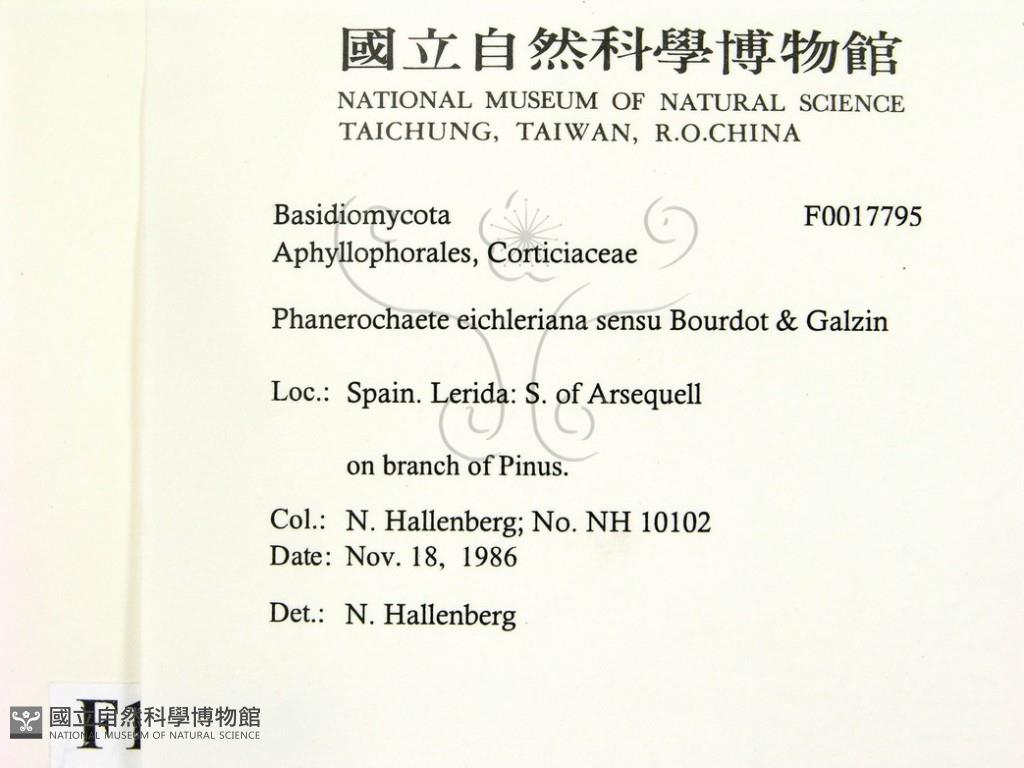 國立自然科學博物館
NATIONAL MUSEUM OF NATURAL SCIENCE
TAICHUNG, TAIWAN, R.O.CHINA
Basidiomycota F0017795
Aphyllophorales, Corticiaceae
Phanerochaete eichleriana sensu Bourdot & Galzin
Loc.: Spain. Lerida: S. of Arsequell
on branch of Pinus.
Col.: N. Hallenberg; No. NH 10102
Date: Nov. 18, 1986
Det.: N. Hallenberg
F1
國立自然科學博物館
NATIONAL MUSEUM OF NATURAL SCIENCE